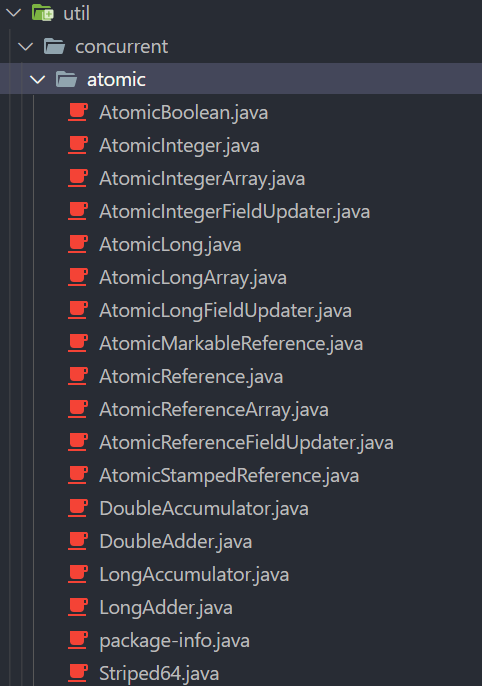 util
concurrent
atomic
AtomicBoolean.java
AtomicInteger.java
AtomicIntegerArray.java
AtomicIntegerFieldUpdater.java
AtomicLong.java
AtomicLongArray.java
AtomicLongFieldUpdater.java
AtomicMarkableReference.java
AtomicReference.java
AtomicReferenceArray.java
AtomicReferenceFieldUpdater.java
AtomicStampedReference.java
DoubleAccumulator.java
DoubleAdder.java
LongAccumulator.java
LongAdder.java
package-info.java
Striped64.java